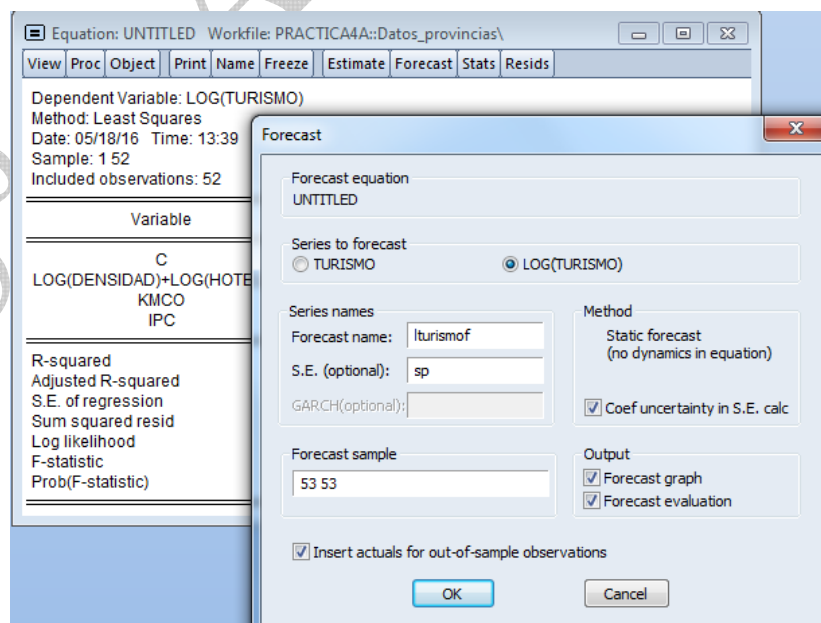 Equation: UNTITLED Workfile: PRACTICA4A::Datos_provincias\
View Proc Object Print Name Freeze Estimate Forecast Stats Resids
Dependent Variable: LOG(TURISMO)
Method: Least Squares
Date: 05/18/16 Time: 13:39
Sample: 1 52
Included observations: 52
Variable
C
LOG(DENSIDAD)+LOG(HOTE
KMCO
IPC
R-squared
Adjusted R-squared
S.E. of regression
Sum squared resid
Log likelihood
F-statistic
Prob(F-statistic)
Forecast
Forecast equation
UNTITLED
Series to forecast
TURISMO LOG(TURISMO)
Series names
Forecast name: lturismof
S.E. (optional): sp
GARCH(optional):
Method
Static forecast
(no dynamics in equation)
Coef uncertainty in S.E. calc
Forecast sample
53 53
Output
Forecast graph
Forecast evaluation
Insert actuals for out-of-sample observations
OK Cancel